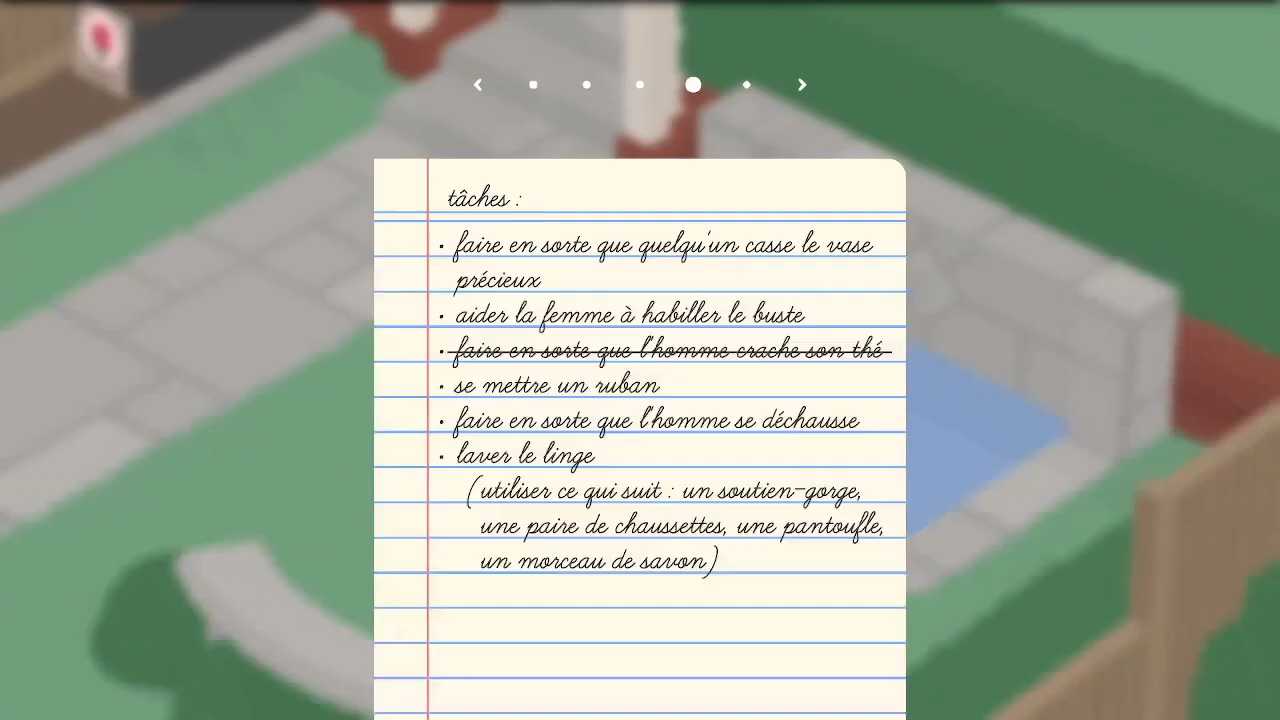 tâches :
• faire en sorte que quelqu'un casse le vase
précieux
• aider la femme à habiller le buste
• faire en sorte que l'homme crache son thé
• se mettre un ruban
• faire en sorte que l'homme se déchausse
• laver le linge
(utiliser ce qui suit : un soutien-gorge,
une paire de chaussettes, une pantoufle,
un morceau de savon)